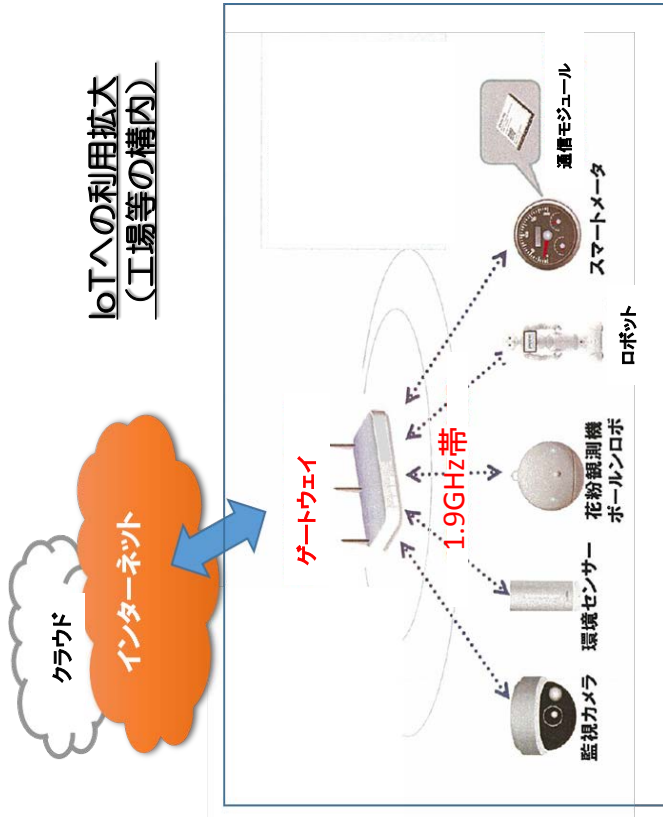 IoTへの利用拡大
（工場等の構内）
クラウド
インターネット
ゲートウェイ
1.9GHz帯
監視カメラ
環境センサー
花粉観測機
ポールンロボ
ロボット
スマートメータ
通信モジュール